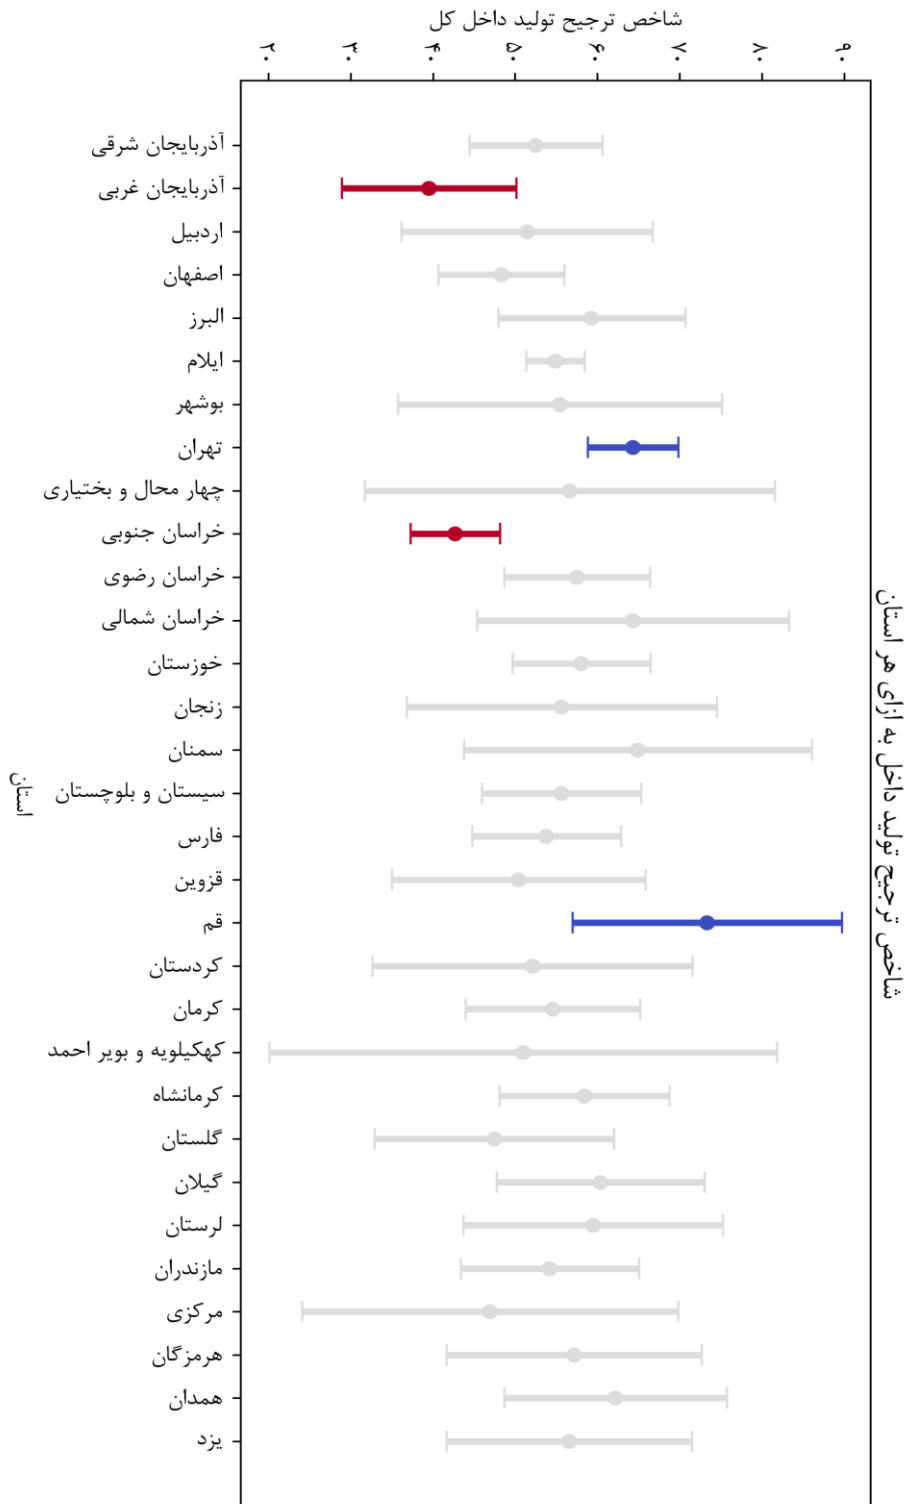 شاخص ترجیح تولید داخل کل
۲۰ ۳۰ ۴۰ ۵۰ ۶۰ ۷۰ ۸۰ ۹۰
آذربایجان شرقی
آذربایجان غربی
اردبیل
اصفهان
البرز
ایلام
بوشهر
تهران
چهار محال و بختیاری
خراسان جنوبی
خراسان رضوی
خراسان شمالی
خوزستان
زنجان
سمنان
سیستان و بلوچستان
فارس
قزوین
قم
کردستان
کرمان
کهکیلویه و بویر احمد
کرمانشاه
گلستان
گیلان
لرستان
مازندران
مرکزی
هرمزگان
همدان
یزد
استان
شاخص ترجیح تولید داخل به ازای هر استان